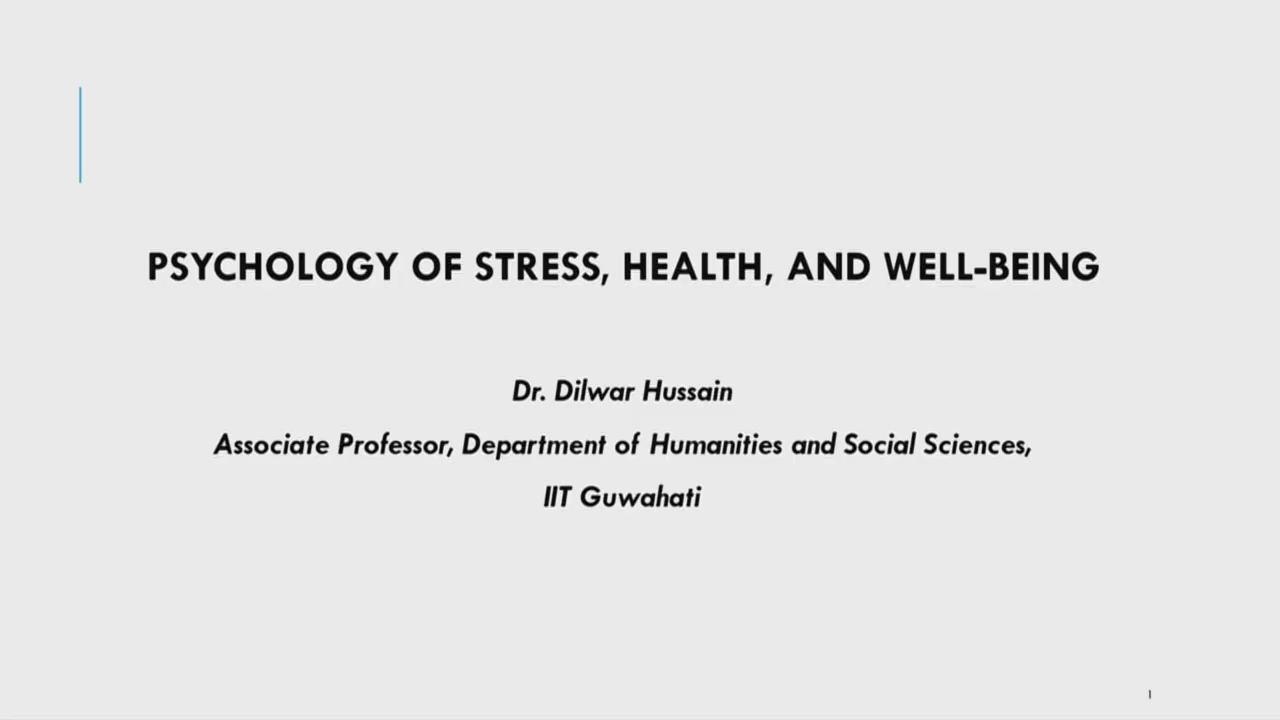 PSYCHOLOGY OF STRESS, HEALTH, AND WELL-BEING
Dr. Dilwar Hussain
Associate Professor, Department of Humanities and Social Sciences,
IIT Guwahati
1